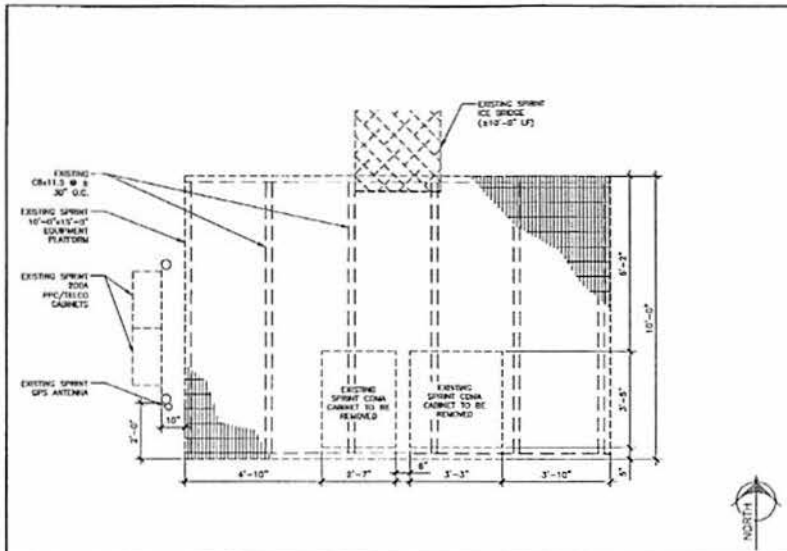 EXISTING SPRINT
ICE BRIDGE
(±10'-0" LF)
EXISTING
C8x11.5 @ ±
30" O.C.
EXISTING SPRINT
10'-0"x15'-0"
EQUIPMENT
PLATFORM
EXISTING SPRINT
200A
PPC/TELCO
CABINETS
EXISTING SPRINT
GPS ANTENNA
10"
2'-0"
EXISTING
SPRINT CDMA
CABINET TO BE
REMOVED
EXISTING
SPRINT CDMA
CABINET TO BE
REMOVED
6'-2"
10'-0"
3'-5"
5"
4'-10"
2'-7"
6"
3'-3"
3'-10"
NORTH